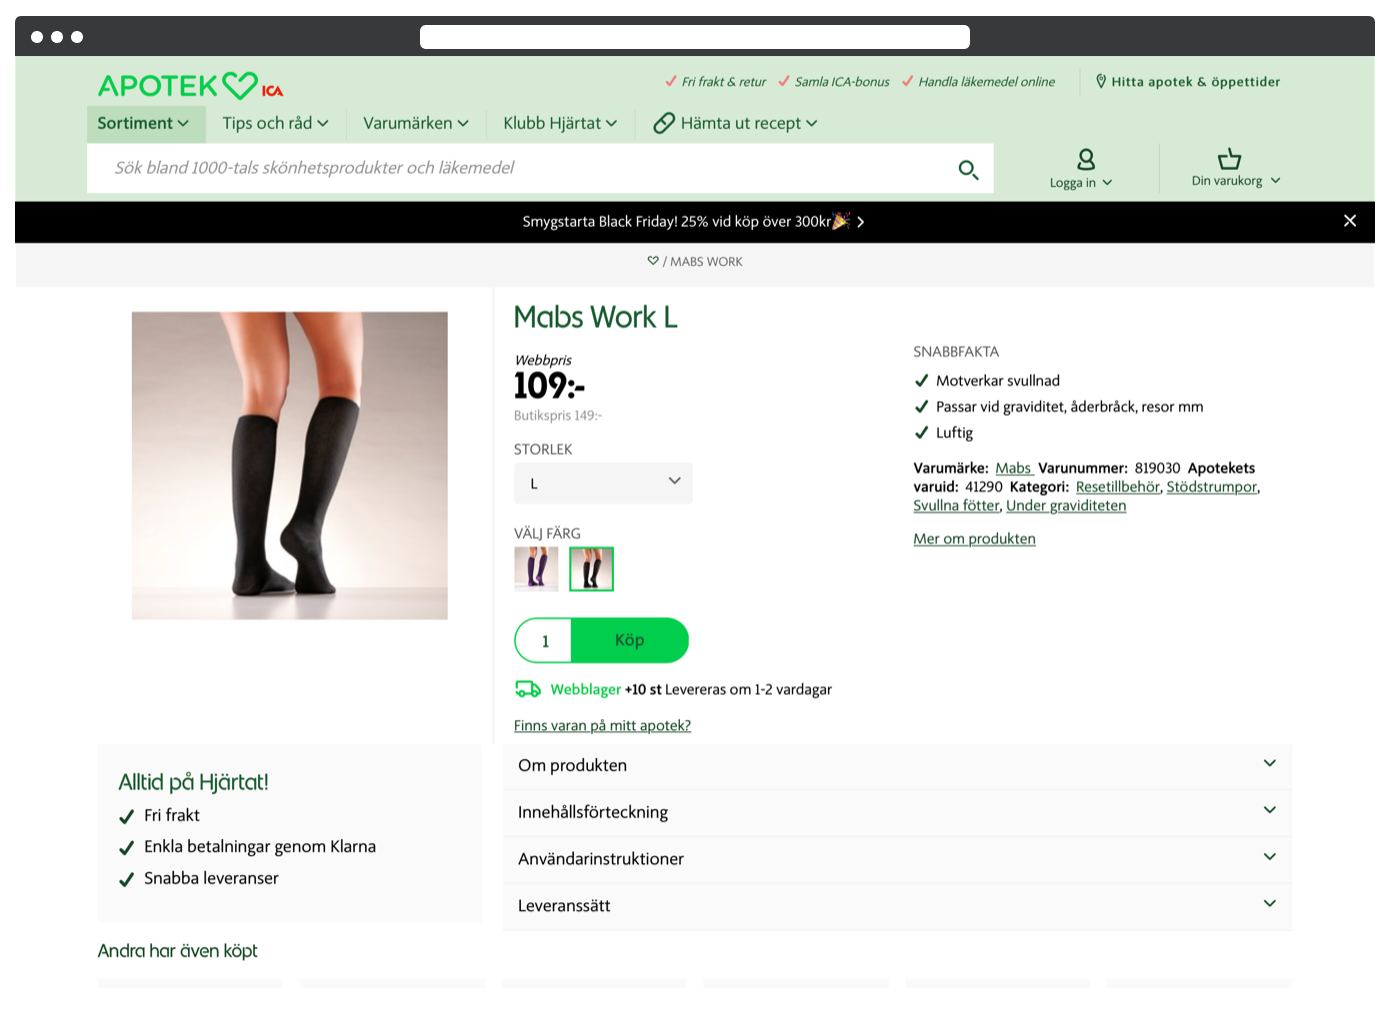 APOTEK ICA
Fri frakt & retur
Samla ICA-bonus
Handla läkemedel online
Hitta apotek & öppettider
Sortiment
Tips och råd
Varumärken
Klubb Hjärtat
Hämta ut recept
Sök bland 1000-tals skönhetsprodukter och läkemedel
Logga in
Din varukorg
Smygstarta Black Friday! 25% vid köp över 300kr
/ MABS WORK
Mabs Work L
Webbpris
109:-
Butikspris 149:-
STORLEK
L
VÄLJ FÄRG
1
Köp
Webblager +10 st Levereras om 1-2 vardagar
Finns varan på mitt apotek?
SNABBFAKTA
Motverkar svullnad
Passar vid graviditet, åderbråck, resor mm
Luftig
Varumärke: Mabs Varunummer: 819030 Apotekets
varuid: 41290 Kategori: Resetillbehör, Stödstrumpor,
Svullna fötter, Under graviditeten
Mer om produkten
Alltid på Hjärtat!
Fri frakt
Enkla betalningar genom Klarna
Snabba leveranser
Om produkten
Innehållsförteckning
Användarinstruktioner
Leveranssätt
Andra har även köpt